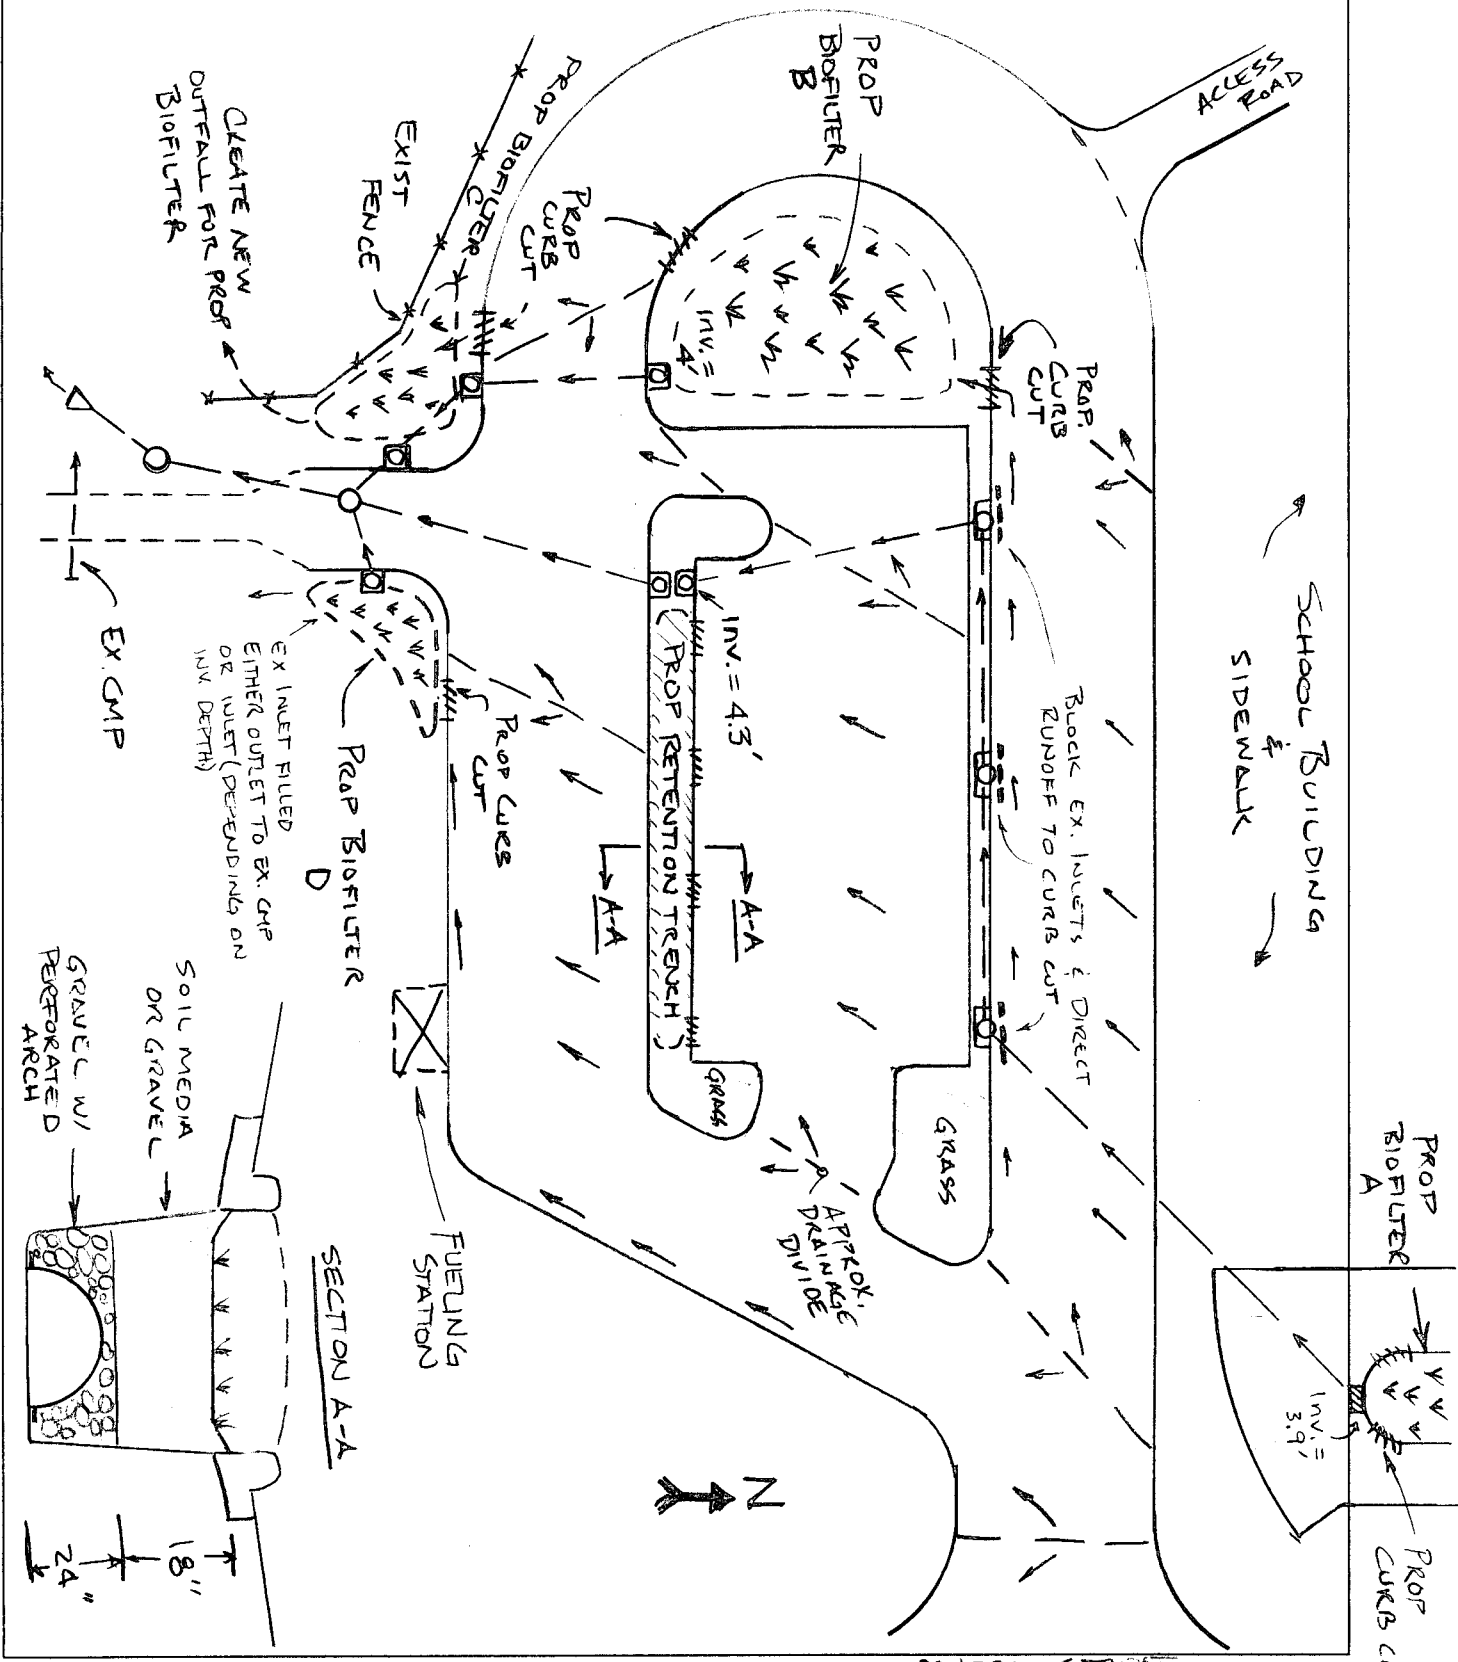 ACCESS
ROAD
SCHOOL BUILDING
&
SIDEWALK
PROP
BIOFILTER
A
Inv. =
3.9'
PROP
CURB C
PROP
BIOFILTER
B
PROP.
CURB
CUT
BLOCK EX. INLETS & DIRECT
RUNOFF TO CURB CUT
GRASS
Inv. =
4'
PROP
CURB
CUT
Inv. = 4.3'
(PROP RETENTION TRENCH)
A-A
A-A
GRASS
APPROX.
DRAINAGE
DIVIDE
N
PROP BIOFILTER
C
EXIST
FENCE
CREATE NEW
OUTFALL FOR PROP
BIOFILTER
PROP CURB
CUT
PROP BIOFILTER
D
EX INLET FILLED
EITHER OUTLET TO EX. CMP
OR INLET (DEPENDING ON
INV. DEPTH)
EX. CMP
FUELING
STATION
SOIL MEDIA
OR GRAVEL
GRAVEL W/
PERFORATED
ARCH
SECTION A-A
18"
24"